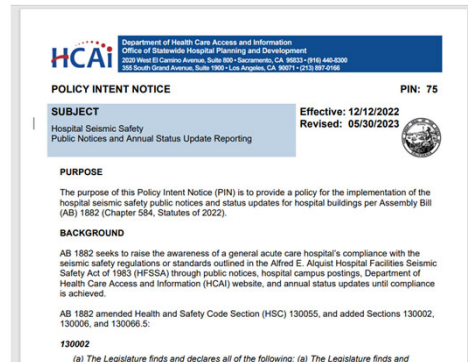 HCAi
Department of Health Care Access and Information
Office of Statewide Hospital Planning and Development
2020 West El Camino Avenue, Suite 800 • Sacramento, CA 95833 • (916) 440-8300
355 South Grand Avenue, Suite 1900 • Los Angeles, CA 90071 • (213) 897-0166
POLICY INTENT NOTICE PIN: 75
SUBJECT
Hospital Seismic Safety
Public Notices and Annual Status Update Reporting
Effective: 12/12/2022
Revised: 05/30/2023
PURPOSE
The purpose of this Policy Intent Notice (PIN) is to provide a policy for the implementation of the
hospital seismic safety public notices and status updates for hospital buildings per Assembly Bill
(AB) 1882 (Chapter 584, Statutes of 2022).
BACKGROUND
AB 1882 seeks to raise the awareness of a general acute care hospital's compliance with the
seismic safety regulations or standards outlined in the Alfred E. Alquist Hospital Facilities Seismic
Safety Act of 1983 (HFSSA) through public notices, hospital campus postings, Department of
Health Care Access and Information (HCAI) website, and annual status updates until compliance
is achieved.
AB 1882 amended Health and Safety Code Section (HSC) 130055, and added Sections 130002,
130006, and 130066.5:
130002
(a) The Legislature finds and declares all of the following: (a) The Legislature finds and